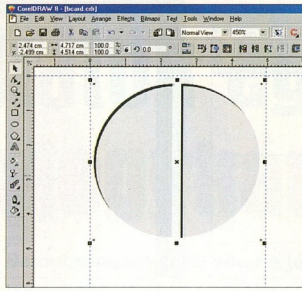 CorelDRAW 8 - [bcard.cdr]
File Edit View Layout Arrange Effects Bitmaps Text Tools Window Help
Normal View 450%
x: 2.474 cm 4.717 cm 100.0 % 0.0 °
y: -2.499 cm 4.514 cm 100.0 %